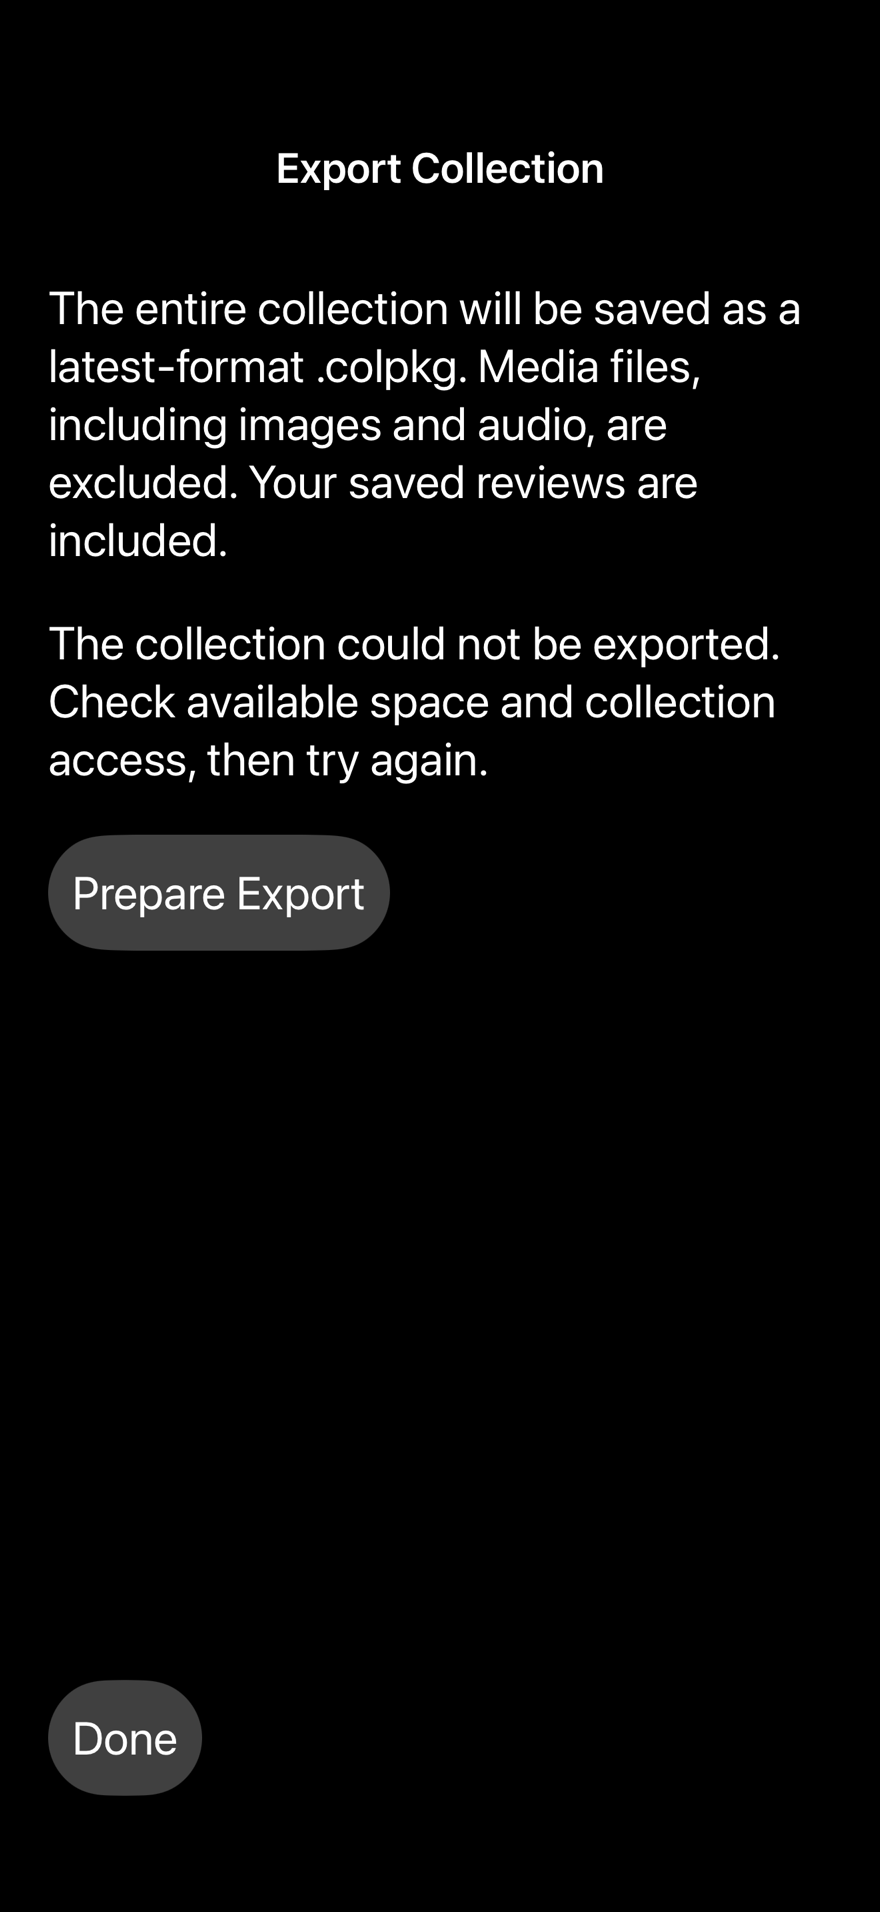 Export Collection
The entire collection will be saved as a
latest-format .colpkg. Media files,
including images and audio, are
excluded. Your saved reviews are
included.
The collection could not be exported.
Check available space and collection
access, then try again.
Prepare Export
Done